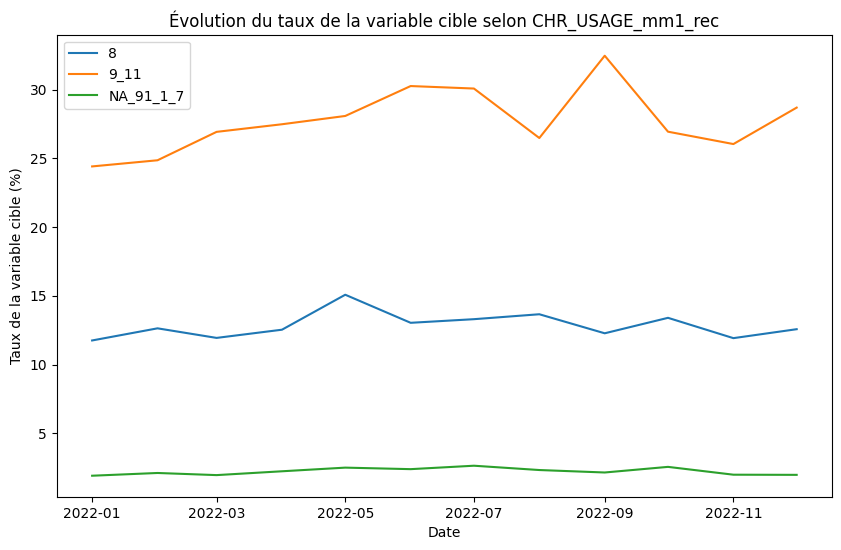 Évolution du taux de la variable cible selon CHR_USAGE_mm1_rec
8
9_11
NA_91_1_7
Taux de la variable cible (%)
30
25
20
15
10
5
2022-01 2022-03 2022-05 2022-07 2022-09 2022-11
Date